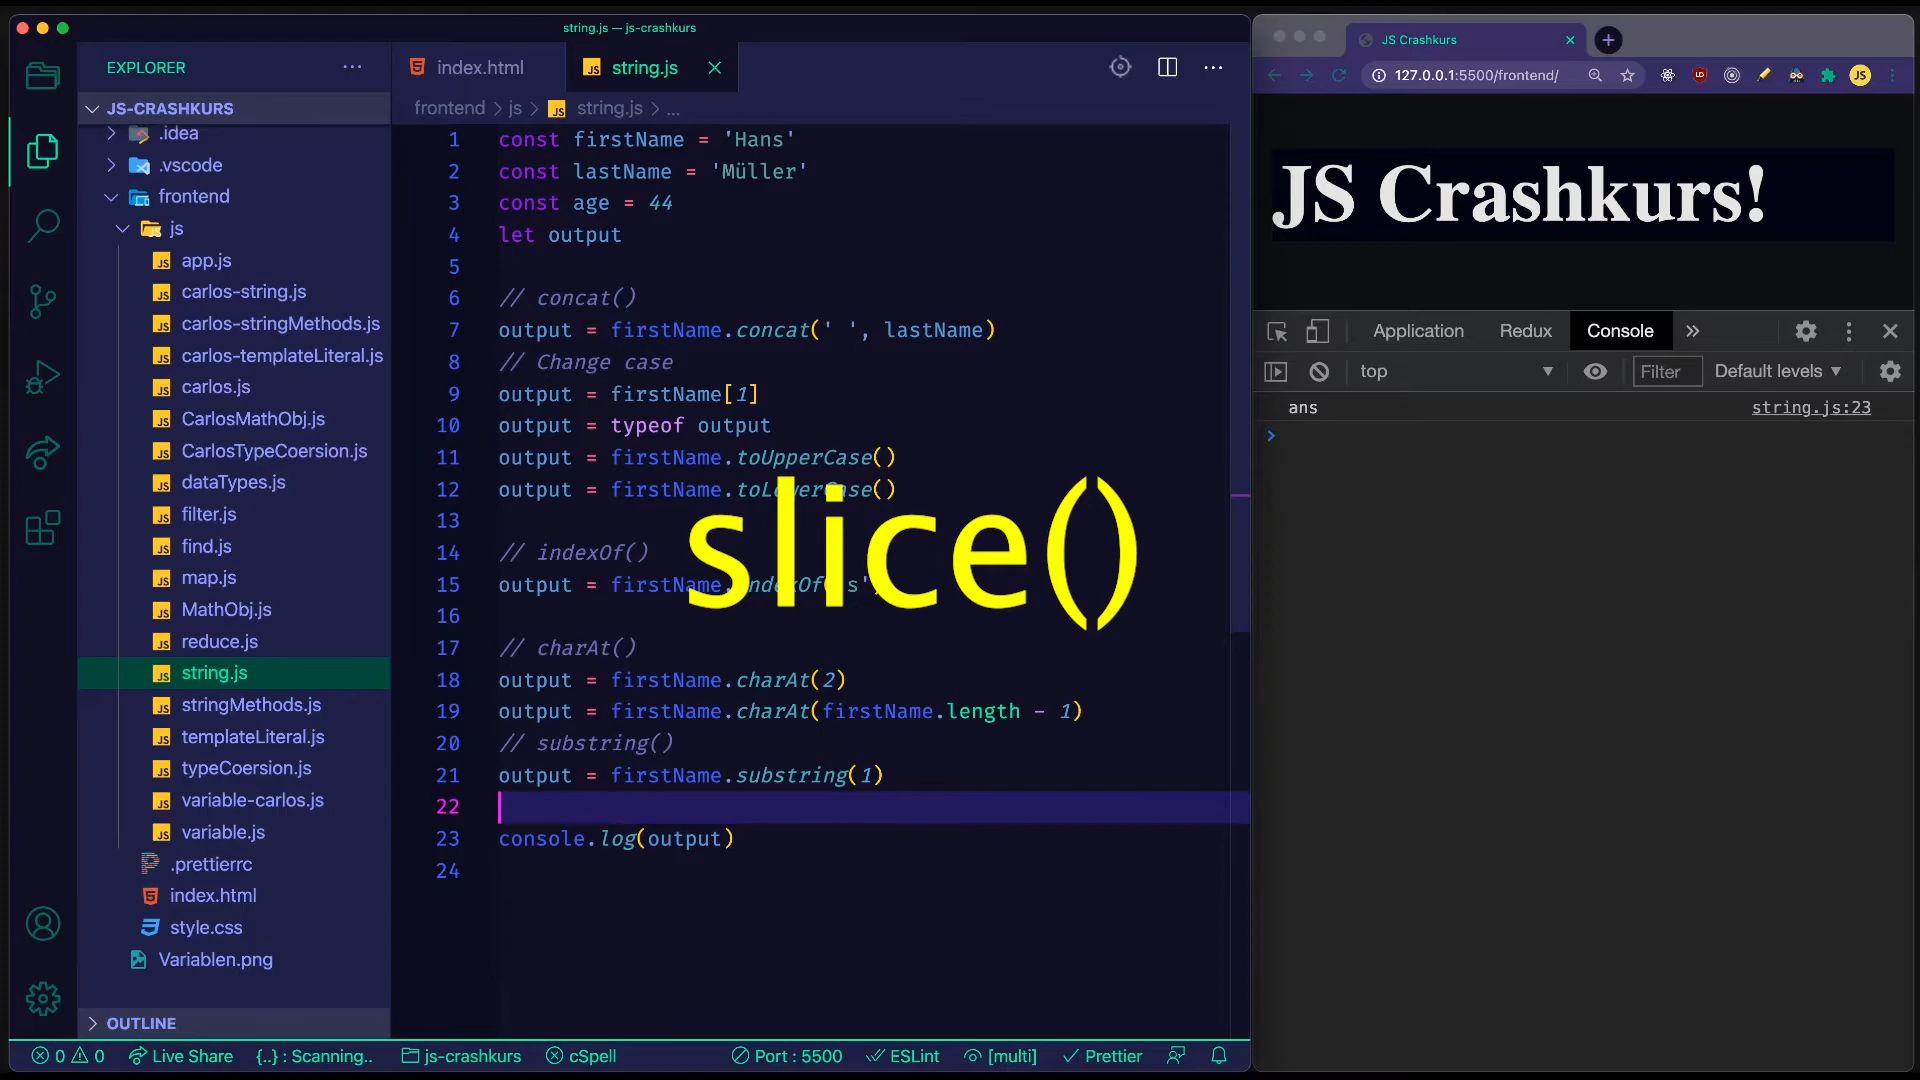 string.js — js-crashkurs
EXPLORER
JS-CRASHKURS
.idea
.vscode
frontend
js
app.js
carlos-string.js
carlos-stringMethods.js
carlos-templateLiteral.js
carlos.js
CarlosMathObj.js
CarlosTypeCoersion.js
dataTypes.js
filter.js
find.js
map.js
MathObj.js
reduce.js
string.js
stringMethods.js
templateLiteral.js
typeCoersion.js
variable-carlos.js
variable.js
.prettierrc
index.html
style.css
Variablen.png
OUTLINE
index.html
string.js
frontend > js > string.js > ...
1 const firstName = 'Hans'
2 const lastName = 'Müller'
3 const age = 44
4 let output
5
6 // concat()
7 output = firstName.concat(' ', lastName)
8 // Change case
9 output = firstName[1]
10 output = typeof output
11 output = firstName.toUpperCase()
12 output = firstName.toLowerCase()
13
14 // indexOf()
15 output = firstName.indexOf
16
17 // charAt()
18 output = firstName.charAt(2)
19 output = firstName.charAt(firstName.length - 1)
20 // substring()
21 output = firstName.substring(1)
22
23 console.log(output)
24
slice()
0 0 Live Share {..} : Scanning.. js-crashkurs cSpell Port : 5500 ESLint [multi] Prettier
JS Crashkurs
127.0.0.1:5500/frontend/
LD
JS
JS Crashkurs!
Application Redux Console »
top Filter Default levels
ans string.js:23